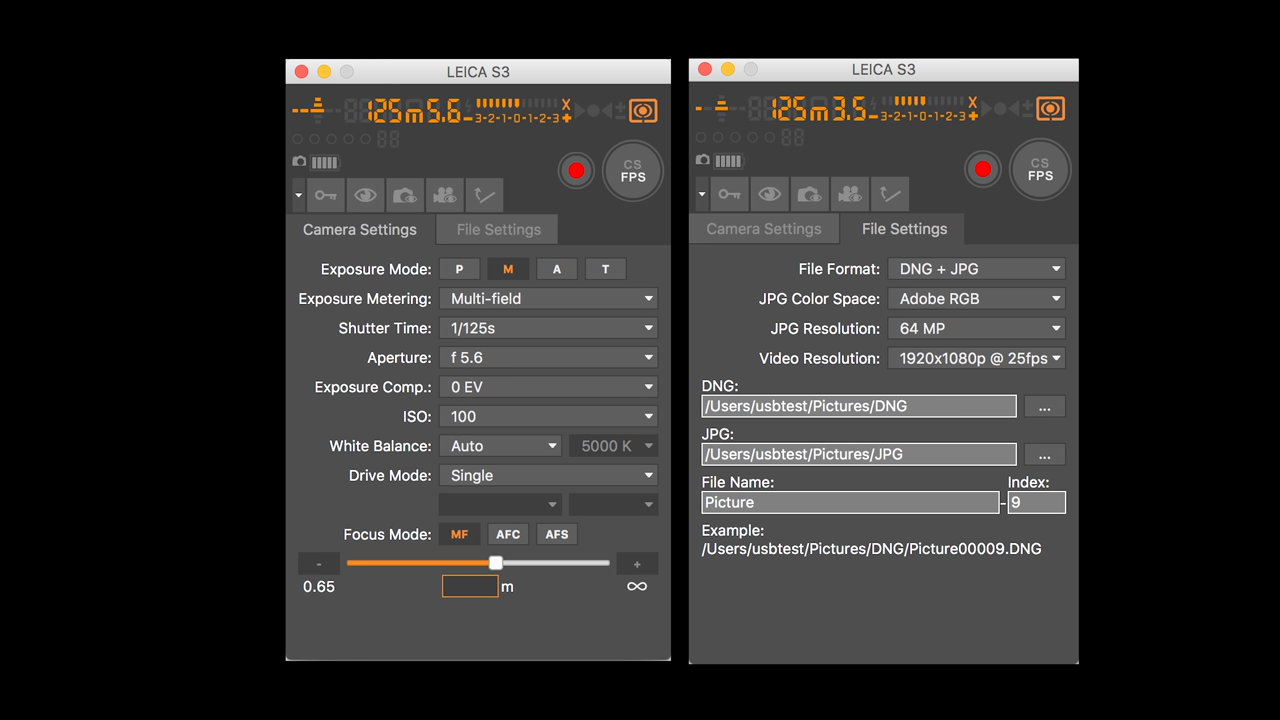 LEICA S3
125m 5.6 -3-2-1-0-1-2-3+
CS
FPS
Camera Settings
File Settings
Exposure Mode: P M A T
Exposure Metering: Multi-field
Shutter Time: 1/125s
Aperture: f 5.6
Exposure Comp.: 0 EV
ISO: 100
White Balance: Auto 5000 K
Drive Mode: Single
Focus Mode: MF AFC AFS
- +
0.65 m ∞
LEICA S3
125m 3.5 -3-2-1-0-1-2-3+
CS
FPS
Camera Settings
File Settings
File Format: DNG + JPG
JPG Color Space: Adobe RGB
JPG Resolution: 64 MP
Video Resolution: 1920x1080p @ 25fps
DNG:
/Users/usbtest/Pictures/DNG ...
JPG:
/Users/usbtest/Pictures/JPG ...
File Name: Index:
Picture - 9
Example:
/Users/usbtest/Pictures/DNG/Picture00009.DNG